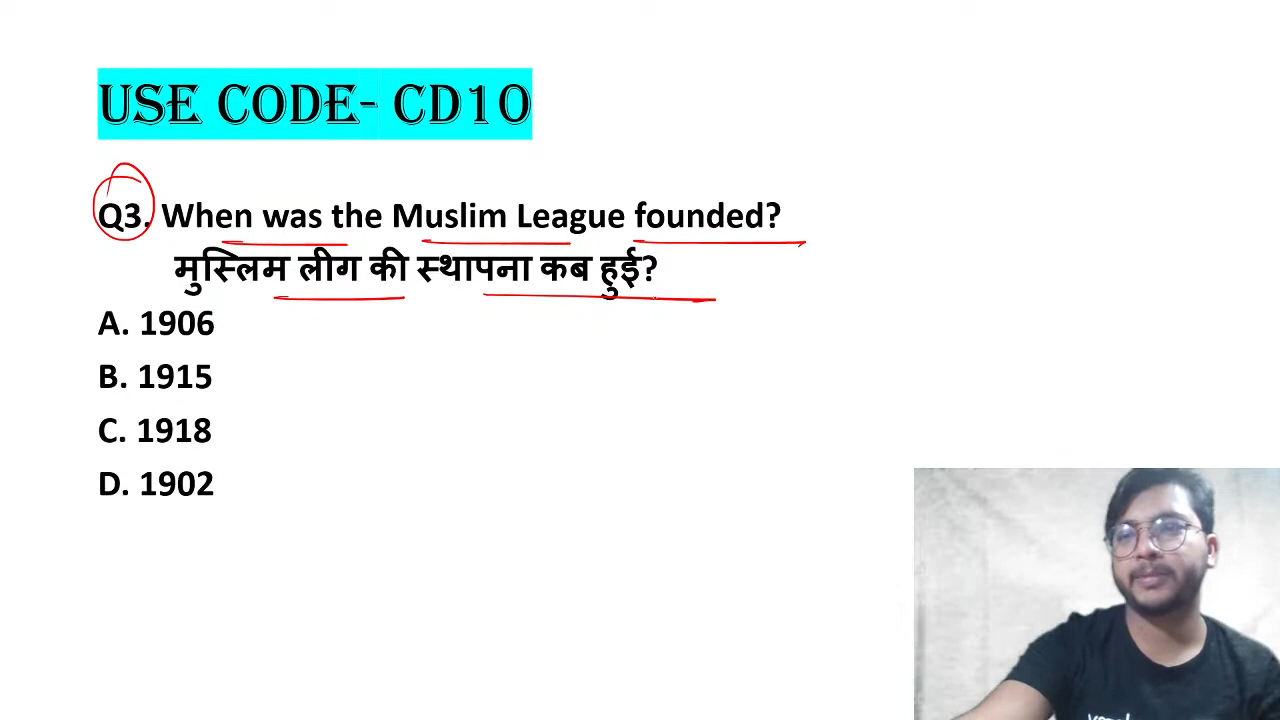 USE CODE- CD10
Q3. When was the Muslim League founded?
मुस्लिम लीग की स्थापना कब हुई?
A. 1906
B. 1915
C. 1918
D. 1902